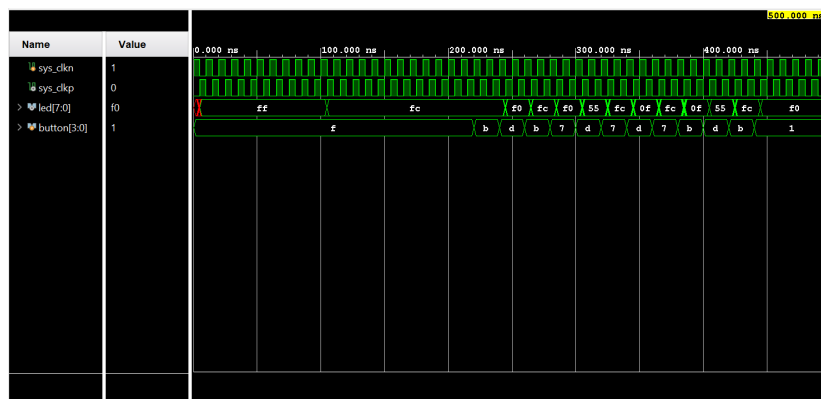 500.000 ns
Name Value
0.000 ns 100.000 ns 200.000 ns 300.000 ns 400.000 ns
sys_clkn 1
sys_clkp 0
led[7:0] f0 ff fc f0 fc f0 55 fc 0f fc 0f 55 fc f0
button[3:0] 1 f b d b 7 d 7 d 7 b d b 1